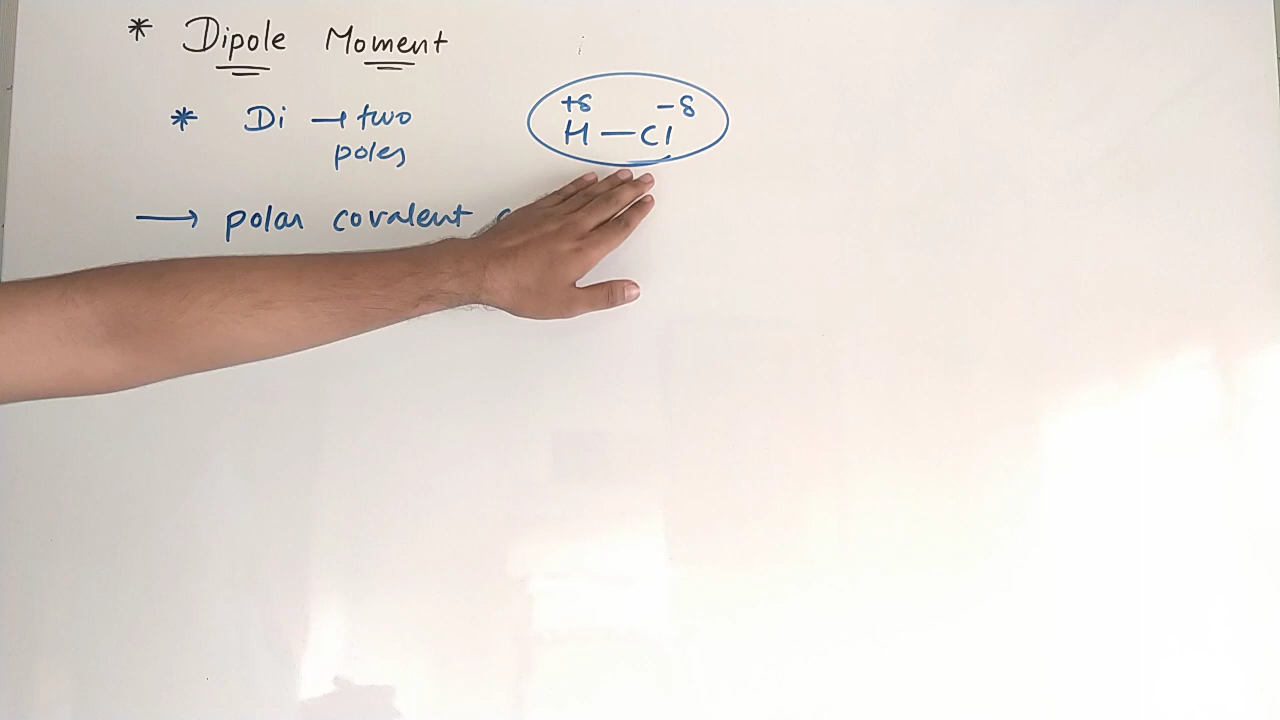 * Dipole Moment
* Di → two
poles
+δ -δ
H — Cl
→ polar covalent